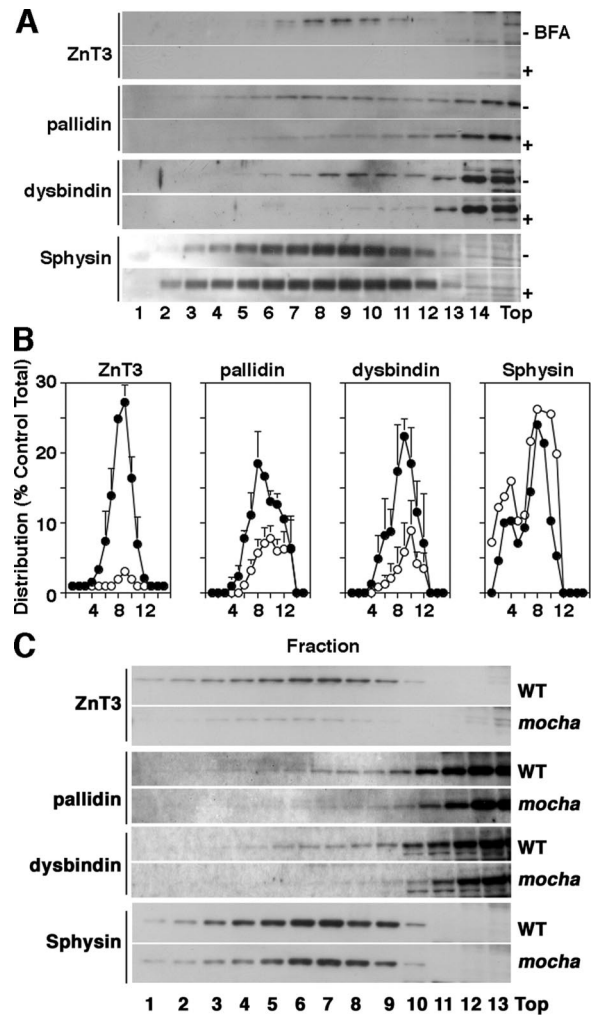 A
ZnT3
- BFA
+
pallidin
-
+
dysbindin
-
+
Sphysin
-
+
1 2 3 4 5 6 7 8 9 10 11 12 13 14 Top
B
ZnT3 pallidin dysbindin Sphysin
Distribution (% Control Total)
30
20
10
0
4 8 12 4 8 12 4 8 12 4 8 12
Fraction
C
ZnT3
WT
mocha
pallidin
WT
mocha
dysbindin
WT
mocha
Sphysin
WT
mocha
1 2 3 4 5 6 7 8 9 10 11 12 13 Top